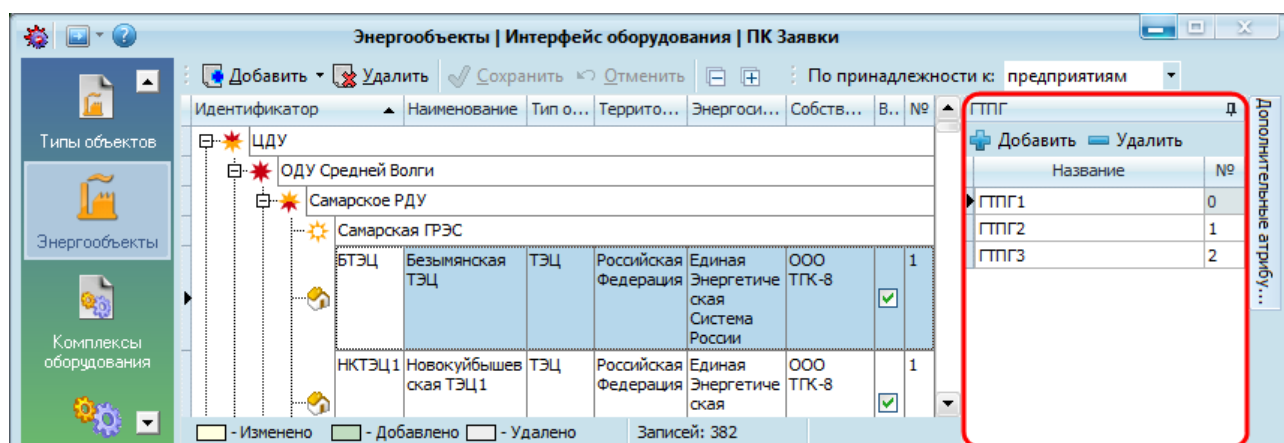 Энергообъекты | Интерфейс оборудования | ПК Заявки
Добавить Удалить Сохранить Отменить По принадлежности к: предприятиям
Типы объектов
Энергообъекты
Комплексы
оборудования
Идентификатор Наименование Тип о... Террито... Энергоси... Собств... В.. №
ЦДУ
ОДУ Средней Волги
Самарское РДУ
Самарская ГРЭС
БТЭЦ Безымянская ТЭЦ Российская Единая ООО 1
ТЭЦ Федерация Энергетиче ТГК-8
ская
Система
России
НКТЭЦ1 Новокуйбышев ТЭЦ Российская Единая ООО 1
ская ТЭЦ1 Федерация Энергетиче ТГК-8
ская
- Изменено - Добавлено - Удалено Записей: 382
ГТПГ
Добавить Удалить
Название №
ГТПГ1 0
ГТПГ2 1
ГТПГ3 2
Дополнительные атрибу...